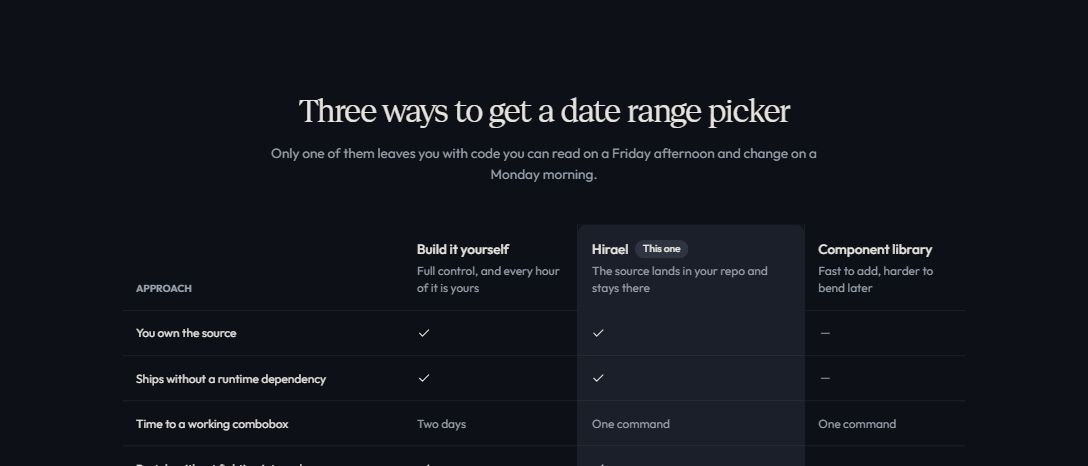 Three ways to get a date range picker
Only one of them leaves you with code you can read on a Friday afternoon and change on a
Monday morning.
APPROACH
Build it yourself
Full control, and every hour
of it is yours
Hirael This one
The source lands in your repo and
stays there
Component library
Fast to add, harder to
bend later
You own the source ✓ ✓ —
Ships without a runtime dependency ✓ ✓ —
Time to a working combobox Two days One command One command